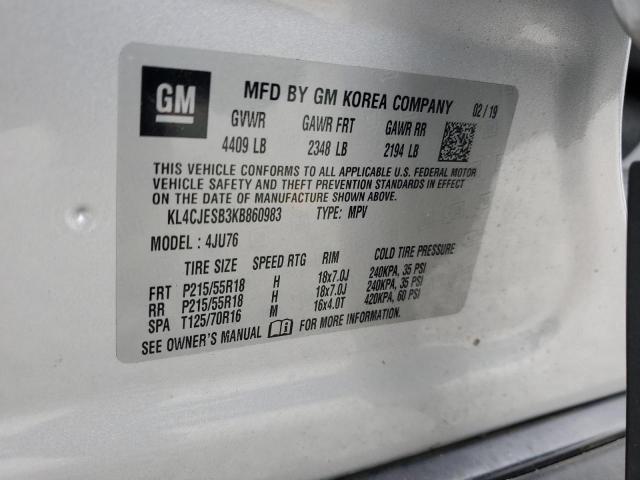 GM
MFD BY GM KOREA COMPANY 02/19
GVWR GAWR FRT GAWR RR
4409 LB 2348 LB 2194 LB
THIS VEHICLE CONFORMS TO ALL APPLICABLE U.S. FEDERAL MOTOR
VEHICLE SAFETY AND THEFT PREVENTION STANDARDS IN EFFECT
ON THE DATE OF MANUFACTURE SHOWN ABOVE.
KL4CJESB3KB860983 TYPE: MPV
MODEL: 4JU76
TIRE SIZE SPEED RTG RIM COLD TIRE PRESSURE
FRT P215/55R18 H 18x7.0J 240KPA, 35 PSI
RR P215/55R18 H 18x7.0J 240KPA, 35 PSI
SPA T125/70R16 M 16x4.0T 420KPA, 60 PSI
SEE OWNER'S MANUAL FOR MORE INFORMATION.